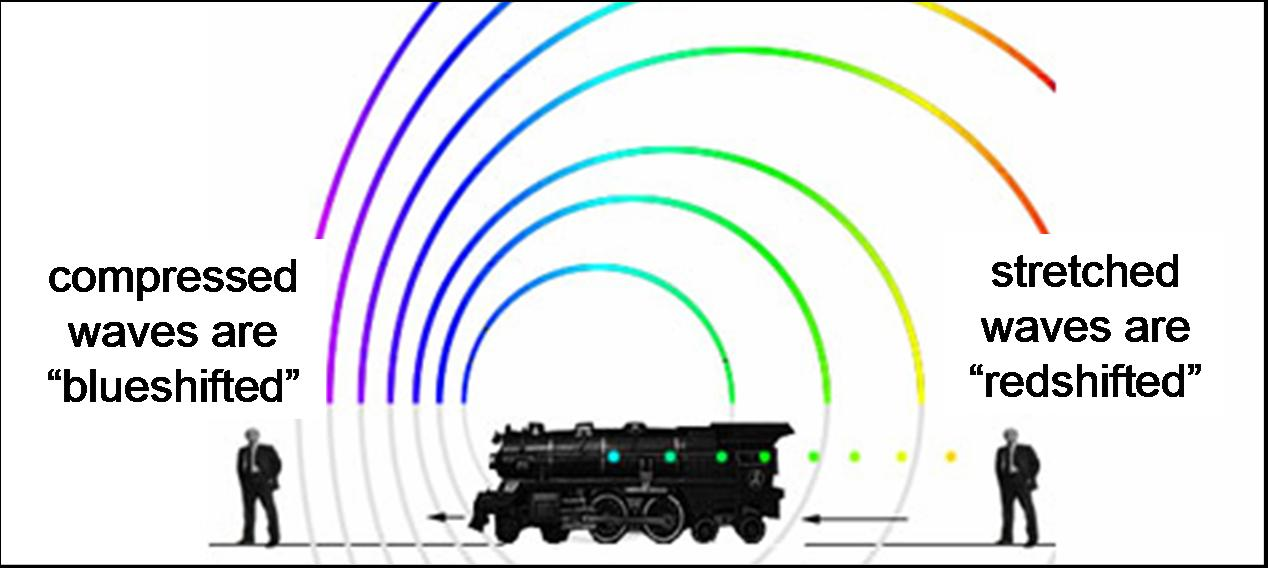 compressed
waves are
“blueshifted”
stretched
waves are
“redshifted”